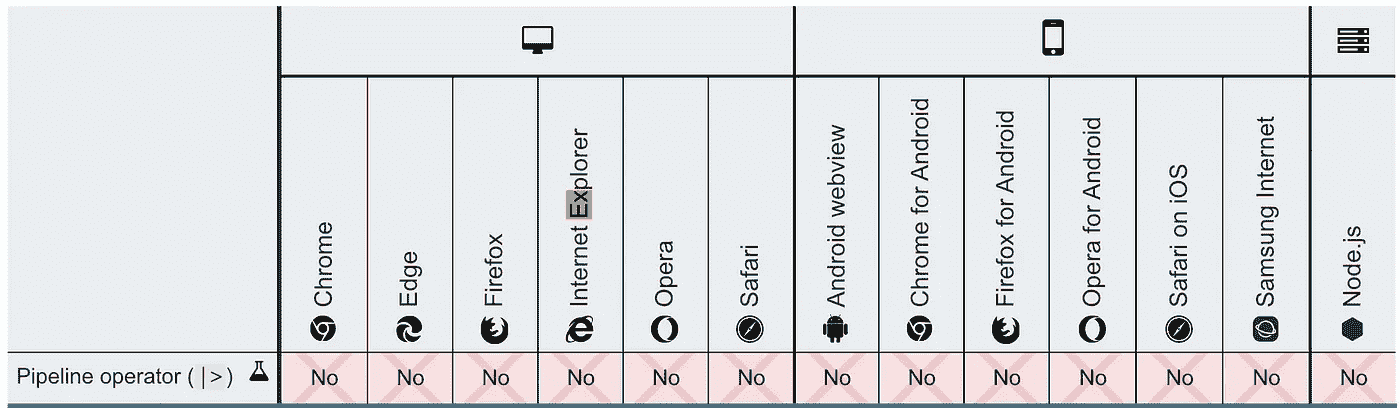 Chrome
Edge
Firefox
Internet Explorer
Opera
Safari
Android webview
Chrome for Android
Firefox for Android
Opera for Android
Safari on iOS
Samsung Internet
Node.js
Pipeline operator (|>) No No No No No No No No No No No No No